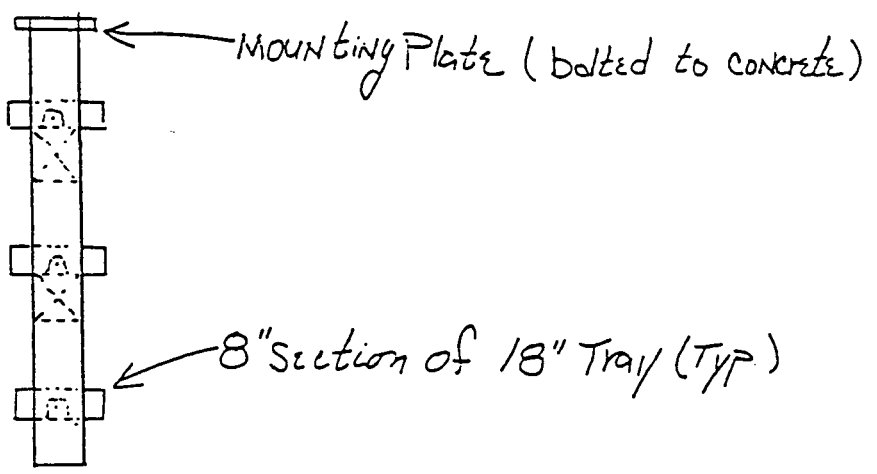 Mounting Plate (bolted to concrete)
8" Section of 18" Tray (Typ.)